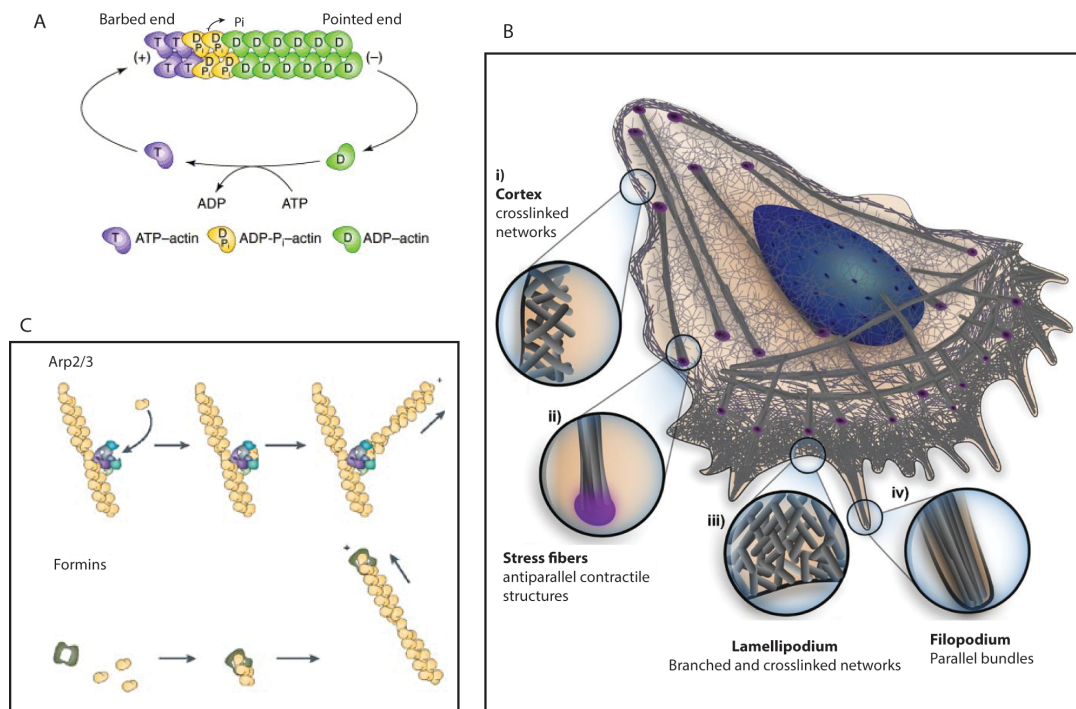 A
Barbed end
Pi
Pointed end
T T D D D D D D D D
Pi Pi
(+)
(–)
T T D D D D D D D D
Pi Pi
T
D
ADP
ATP
T ATP–actin
D Pi ADP-Pi–actin
D ADP–actin
B
i)
Cortex
crosslinked
networks
ii)
Stress fibers
antiparallel contractile
structures
iii)
Lamellipodium
Branched and crosslinked networks
iv)
Filopodium
Parallel bundles
C
Arp2/3
+
Formins
+